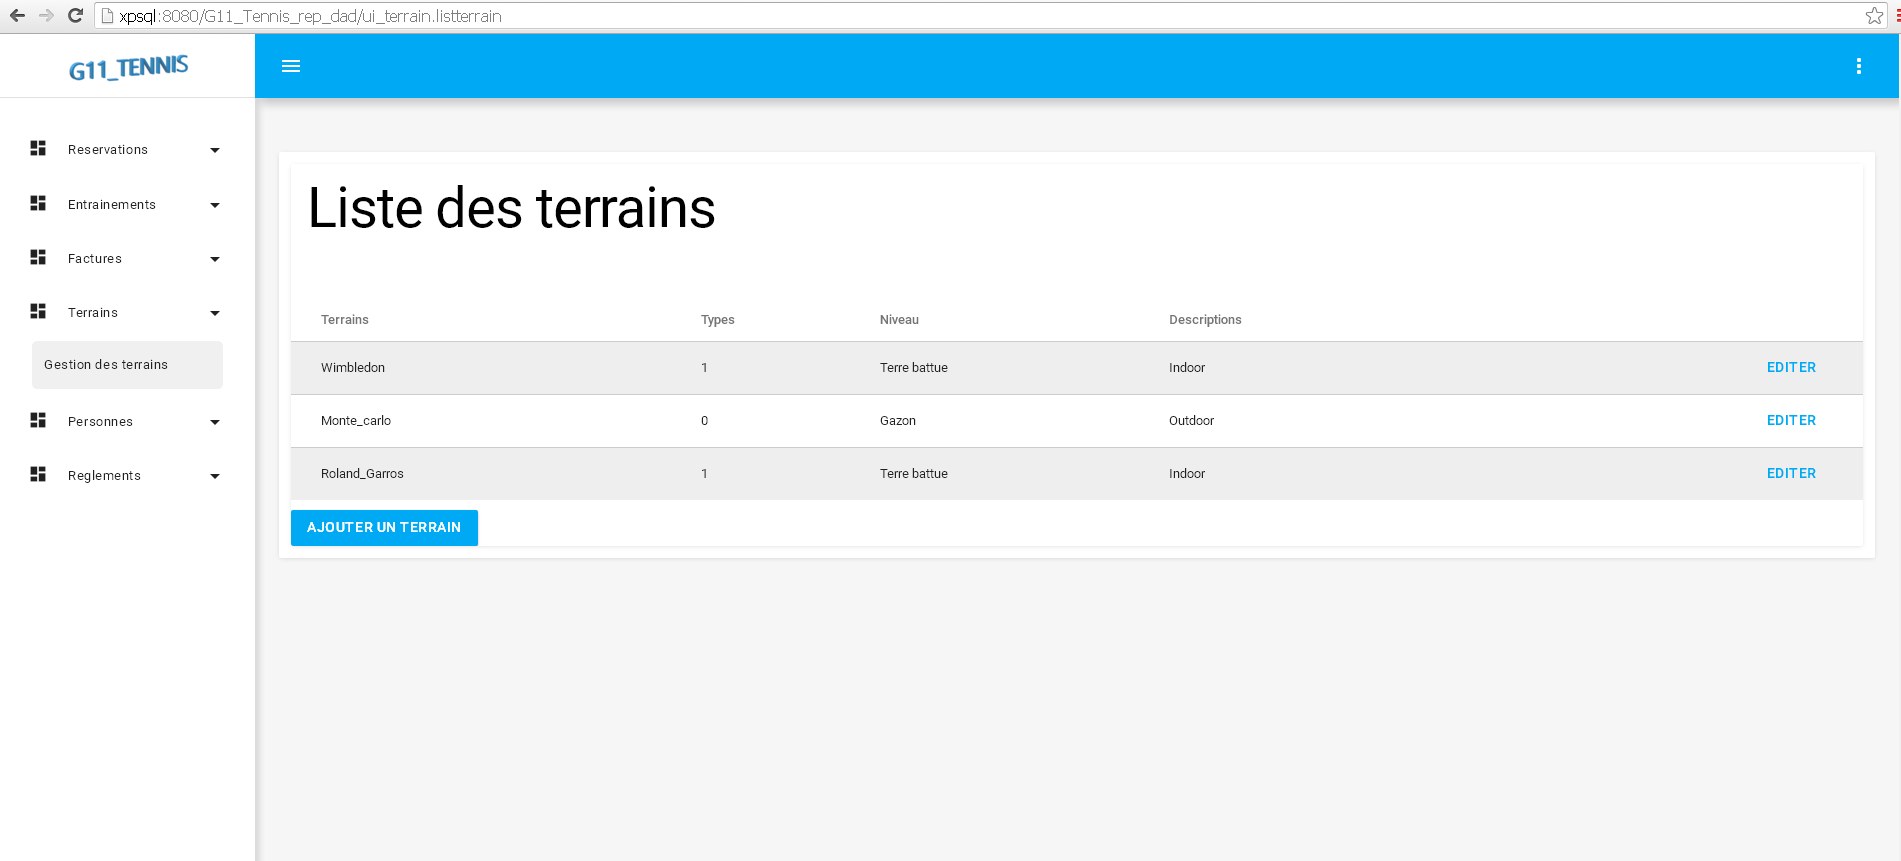 xpsql:8080/G11_Tennis_rep_dad/ui_terrain.listterrain
G11_TENNIS
Reservations
Entrainements
Factures
Terrains
Gestion des terrains
Personnes
Reglements
Liste des terrains
Terrains Types Niveau Descriptions
Wimbledon 1 Terre battue Indoor EDITER
Monte_carlo 0 Gazon Outdoor EDITER
Roland_Garros 1 Terre battue Indoor EDITER
AJOUTER UN TERRAIN